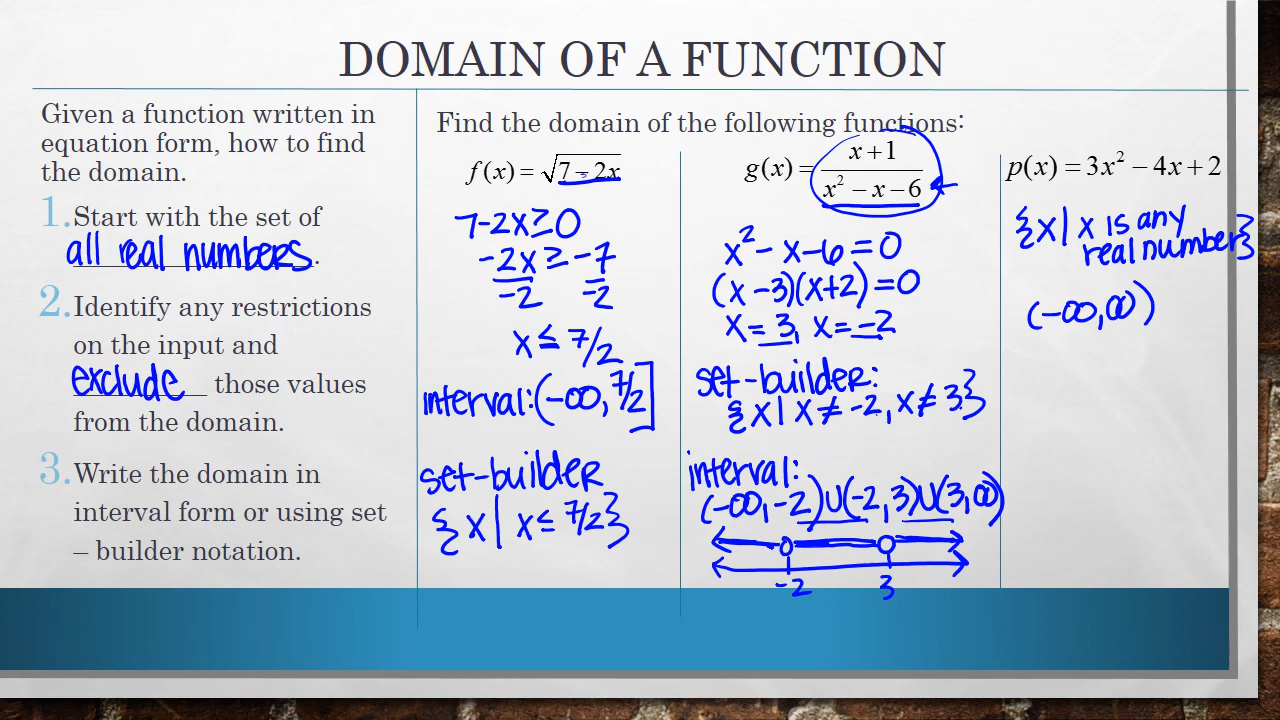 DOMAIN OF A FUNCTION
Given a function written in
equation form, how to find
the domain.
1. Start with the set of
all real numbers.
2. Identify any restrictions
on the input and
exclude those values
from the domain.
3. Write the domain in
interval form or using set
– builder notation.
Find the domain of the following functions:
f(x) = √7 − 2x
7-2x ≥ 0
-2x ≥ -7
-2 -2
x ≤ 7/2
interval: (-∞, 7/2]
set-builder
{x | x ≤ 7/2}
g(x) = x + 1
x² − x − 6
x² - x - 6 = 0
(x -3)(x+2) = 0
x = 3, x = -2
set-builder:
{x | x ≠ -2, x ≠ 3}
interval:
(-∞, -2) U (-2, 3) U (3, ∞)
-2 3
p(x) = 3x² − 4x + 2
{x | x is any
real number}
(-∞, ∞)